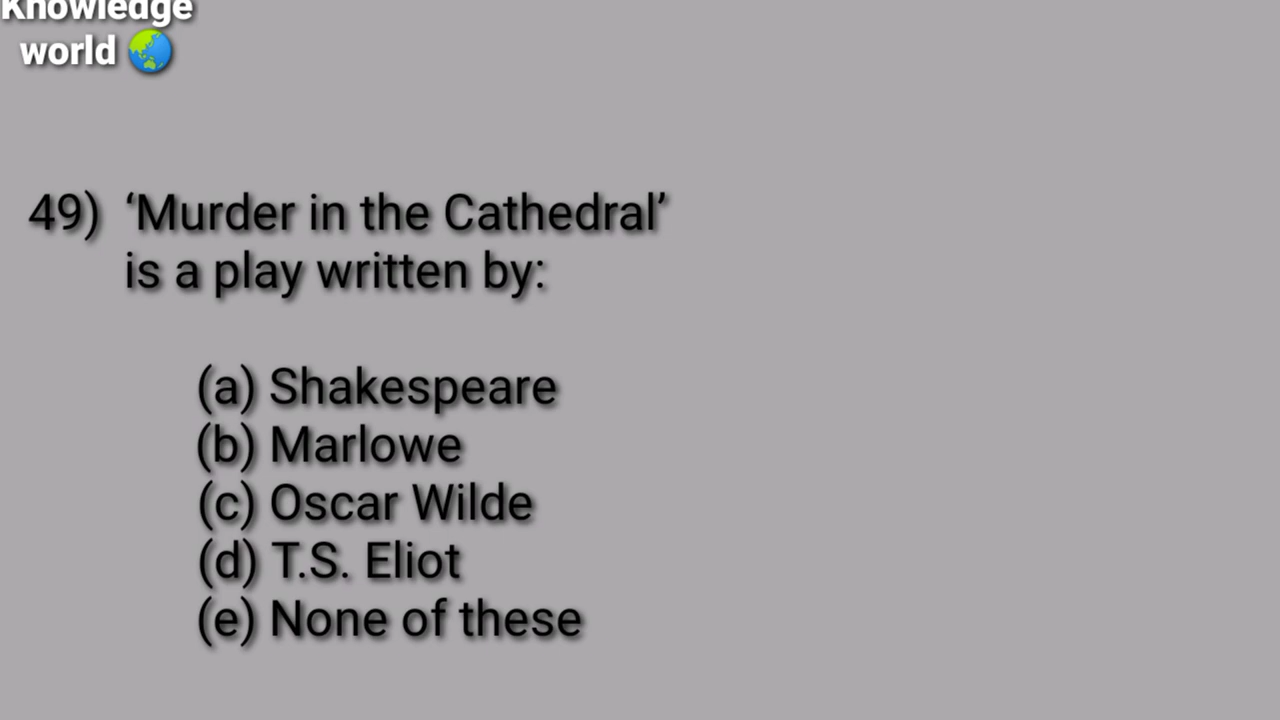 Knowledge
world
49) ‘Murder in the Cathedral’
is a play written by:
(a) Shakespeare
(b) Marlowe
(c) Oscar Wilde
(d) T.S. Eliot
(e) None of these